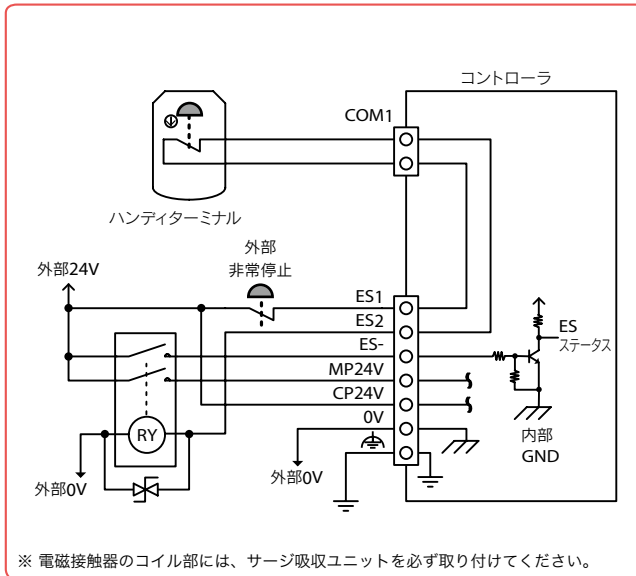 コントローラ
COM1
ハンディターミナル
外部
非常停止
外部24V
ES1
ES2
ES-
MP24V
CP24V
0V
ES
ステータス
RY
内部
GND
外部0V
外部0V
※ 電磁接触器のコイル部には、サージ吸収ユニットを必ず取り付けてください。